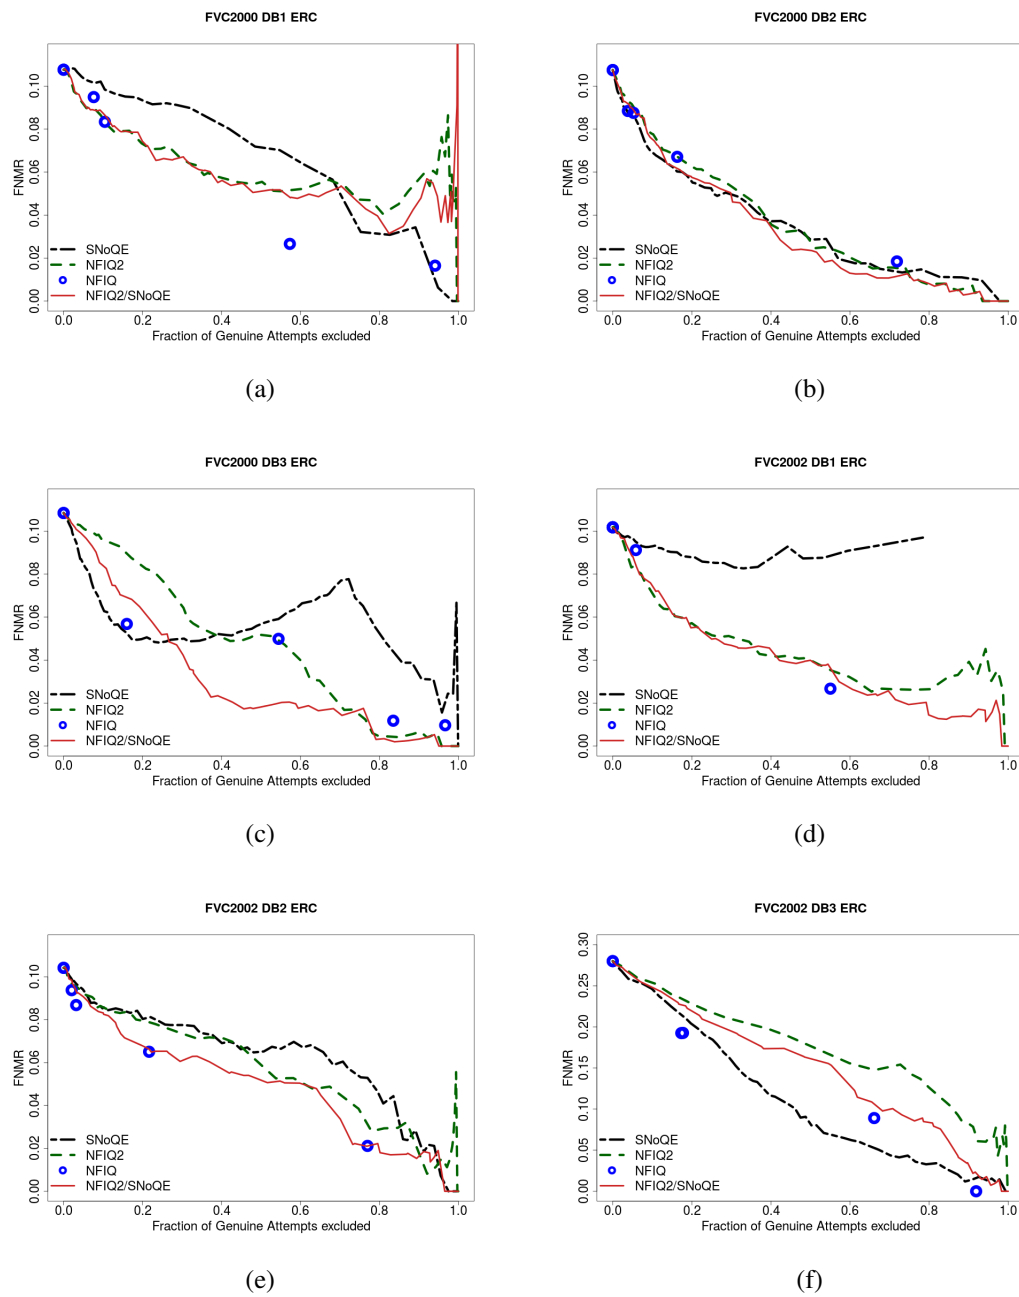 FVC2000 DB1 ERC
FNMR
0.00 0.02 0.04 0.06 0.08 0.10
SNoQE
NFIQ2
NFIQ
NFIQ2/SNoQE
0.0 0.2 0.4 0.6 0.8 1.0
Fraction of Genuine Attempts excluded
(a)
FVC2000 DB2 ERC
FNMR
0.00 0.02 0.04 0.06 0.08 0.10
SNoQE
NFIQ2
NFIQ
NFIQ2/SNoQE
0.0 0.2 0.4 0.6 0.8 1.0
Fraction of Genuine Attempts excluded
(b)
FVC2000 DB3 ERC
FNMR
0.00 0.02 0.04 0.06 0.08 0.10
SNoQE
NFIQ2
NFIQ
NFIQ2/SNoQE
0.0 0.2 0.4 0.6 0.8 1.0
Fraction of Genuine Attempts excluded
(c)
FVC2002 DB1 ERC
FNMR
0.00 0.02 0.04 0.06 0.08 0.10
SNoQE
NFIQ2
NFIQ
NFIQ2/SNoQE
0.0 0.2 0.4 0.6 0.8 1.0
Fraction of Genuine Attempts excluded
(d)
FVC2002 DB2 ERC
FNMR
0.00 0.02 0.04 0.06 0.08 0.10
SNoQE
NFIQ2
NFIQ
NFIQ2/SNoQE
0.0 0.2 0.4 0.6 0.8 1.0
Fraction of Genuine Attempts excluded
(e)
FVC2002 DB3 ERC
FNMR
0.00 0.05 0.10 0.15 0.20 0.25 0.30
SNoQE
NFIQ2
NFIQ
NFIQ2/SNoQE
0.0 0.2 0.4 0.6 0.8 1.0
Fraction of Genuine Attempts excluded
(f)